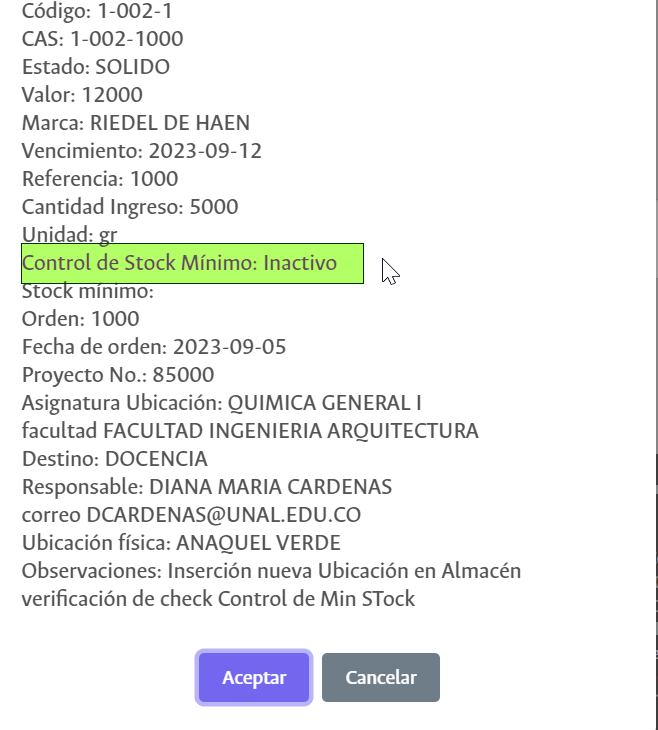 Código: 1-002-1
CAS: 1-002-1000
Estado: SOLIDO
Valor: 12000
Marca: RIEDEL DE HAEN
Vencimiento: 2023-09-12
Referencia: 1000
Cantidad Ingreso: 5000
Unidad: gr
Control de Stock Mínimo: Inactivo
Stock mínimo:
Orden: 1000
Fecha de orden: 2023-09-05
Proyecto No.: 85000
Asignatura Ubicación: QUIMICA GENERAL I
facultad FACULTAD INGENIERIA ARQUITECTURA
Destino: DOCENCIA
Responsable: DIANA MARIA CARDENAS
correo DCARDENAS@UNAL.EDU.CO
Ubicación física: ANAQUEL VERDE
Observaciones: Inserción nueva Ubicación en Almacén
verificación de check Control de Min STock
Aceptar
Cancelar